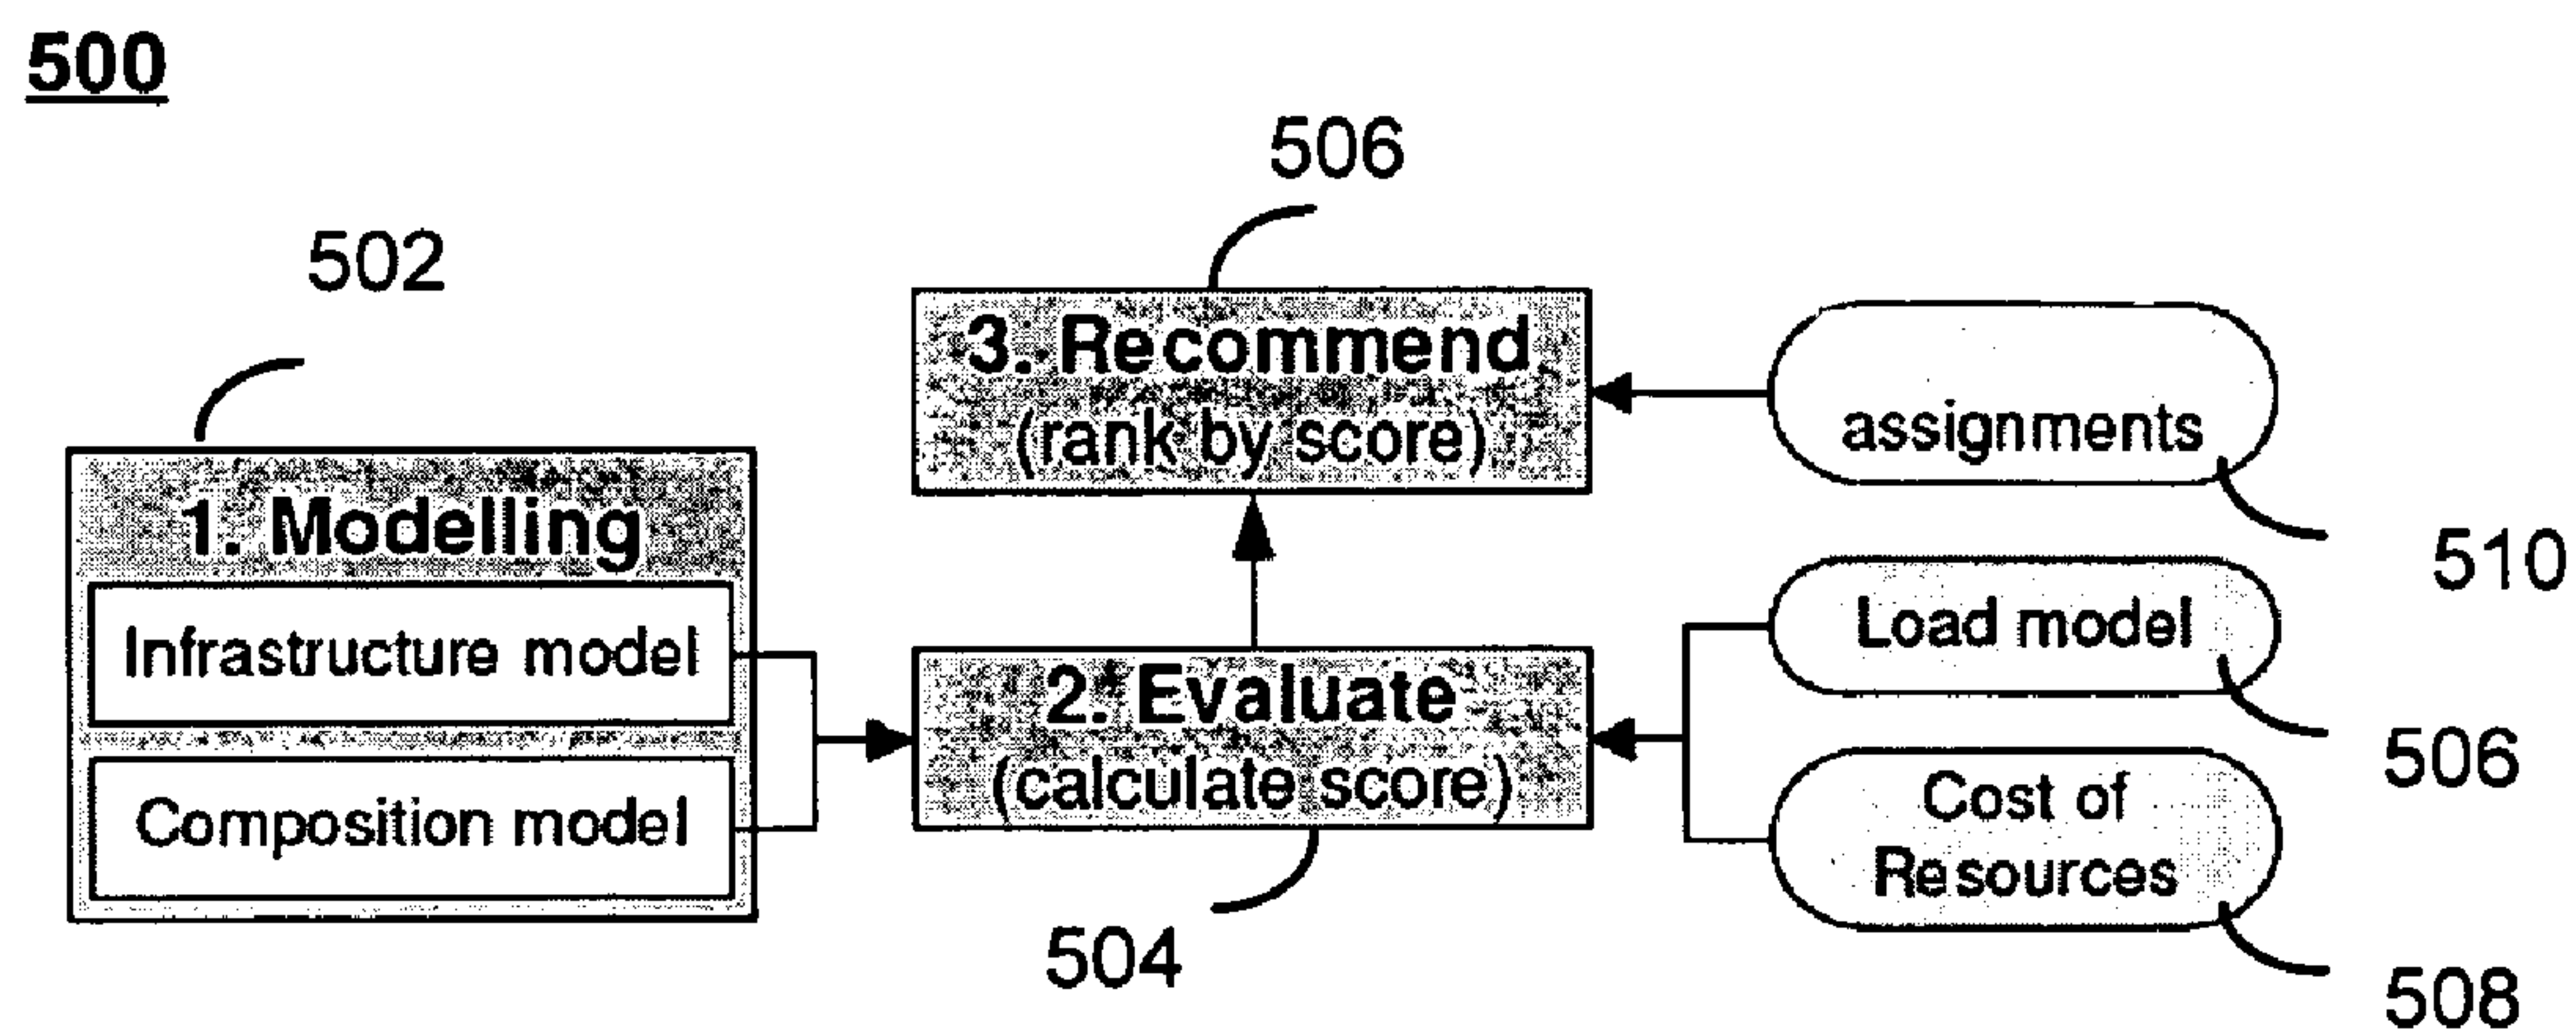 500
506
502
3. Recommend
(rank by score)
assignments
510
1. Modelling
Infrastructure model
Composition model
2. Evaluate
(calculate score)
504
Load model
506
Cost of
Resources
508